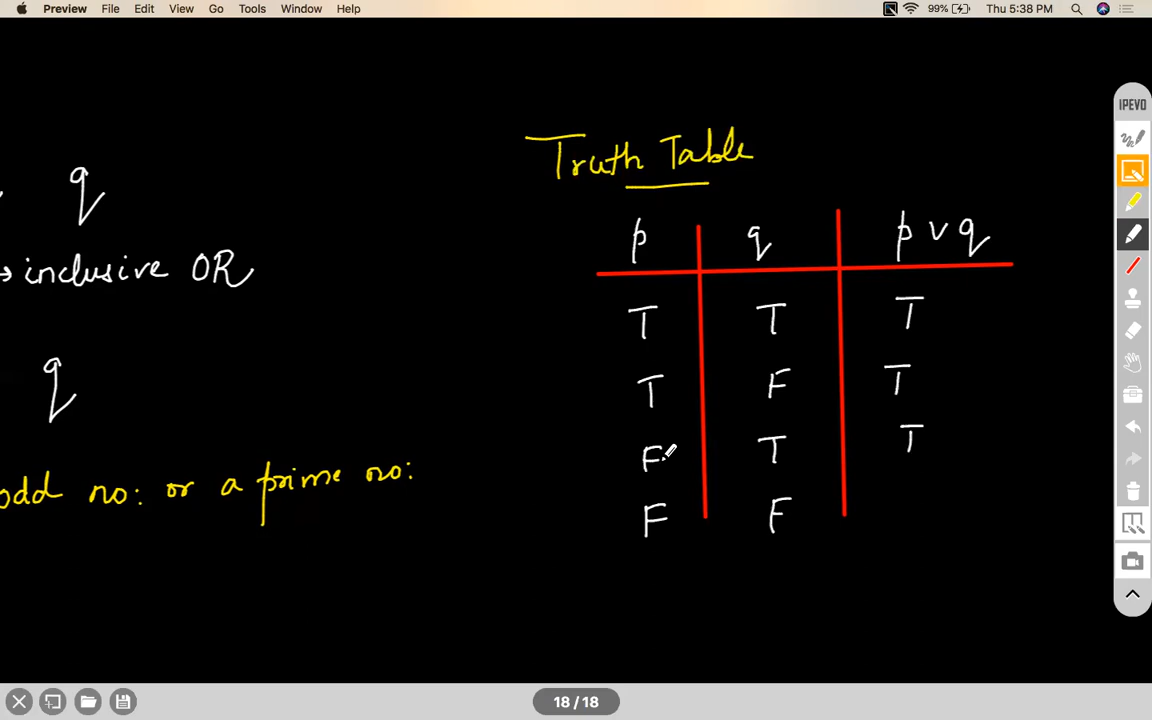 Preview File Edit View Go Tools Window Help 99% Thu 5:38 PM
IPEVO
q
inclusive OR
q
odd no: or a prime no:
Truth Table
p q p ∨ q
T T T
T F T
F T T
F F
18 / 18